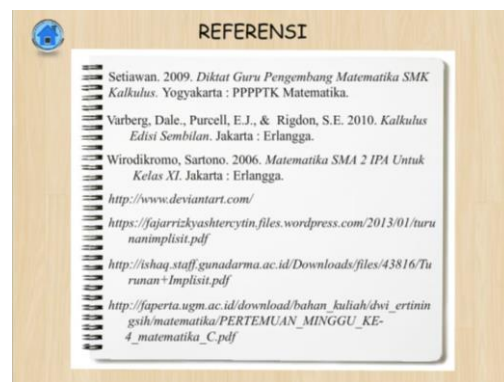 REFERENSI
Setiawan. 2009. Diktat Guru Pengembang Matematika SMK
Kalkulus. Yogyakarta : PPPPTK Matematika.
Varberg, Dale., Purcell, E.J., & Rigdon, S.E. 2010. Kalkulus
Edisi Sembilan. Jakarta : Erlangga.
Wirodikromo, Sartono. 2006. Matematika SMA 2 IPA Untuk
Kelas XI. Jakarta : Erlangga.
http://www.deviantart.com/
https://fajarrizkyashtercytin.files.wordpress.com/2013/01/turu
nanimplisit.pdf
http://ishaq.staff.gunadarma.ac.id/Downloads/files/43816/Tu
runan+Implisit.pdf
http://faperta.ugm.ac.id/download/bahan_kuliah/dwi_ertinin
gsih/matematika/PERTEMUAN_MINGGU_KE-
4_matematika_C.pdf